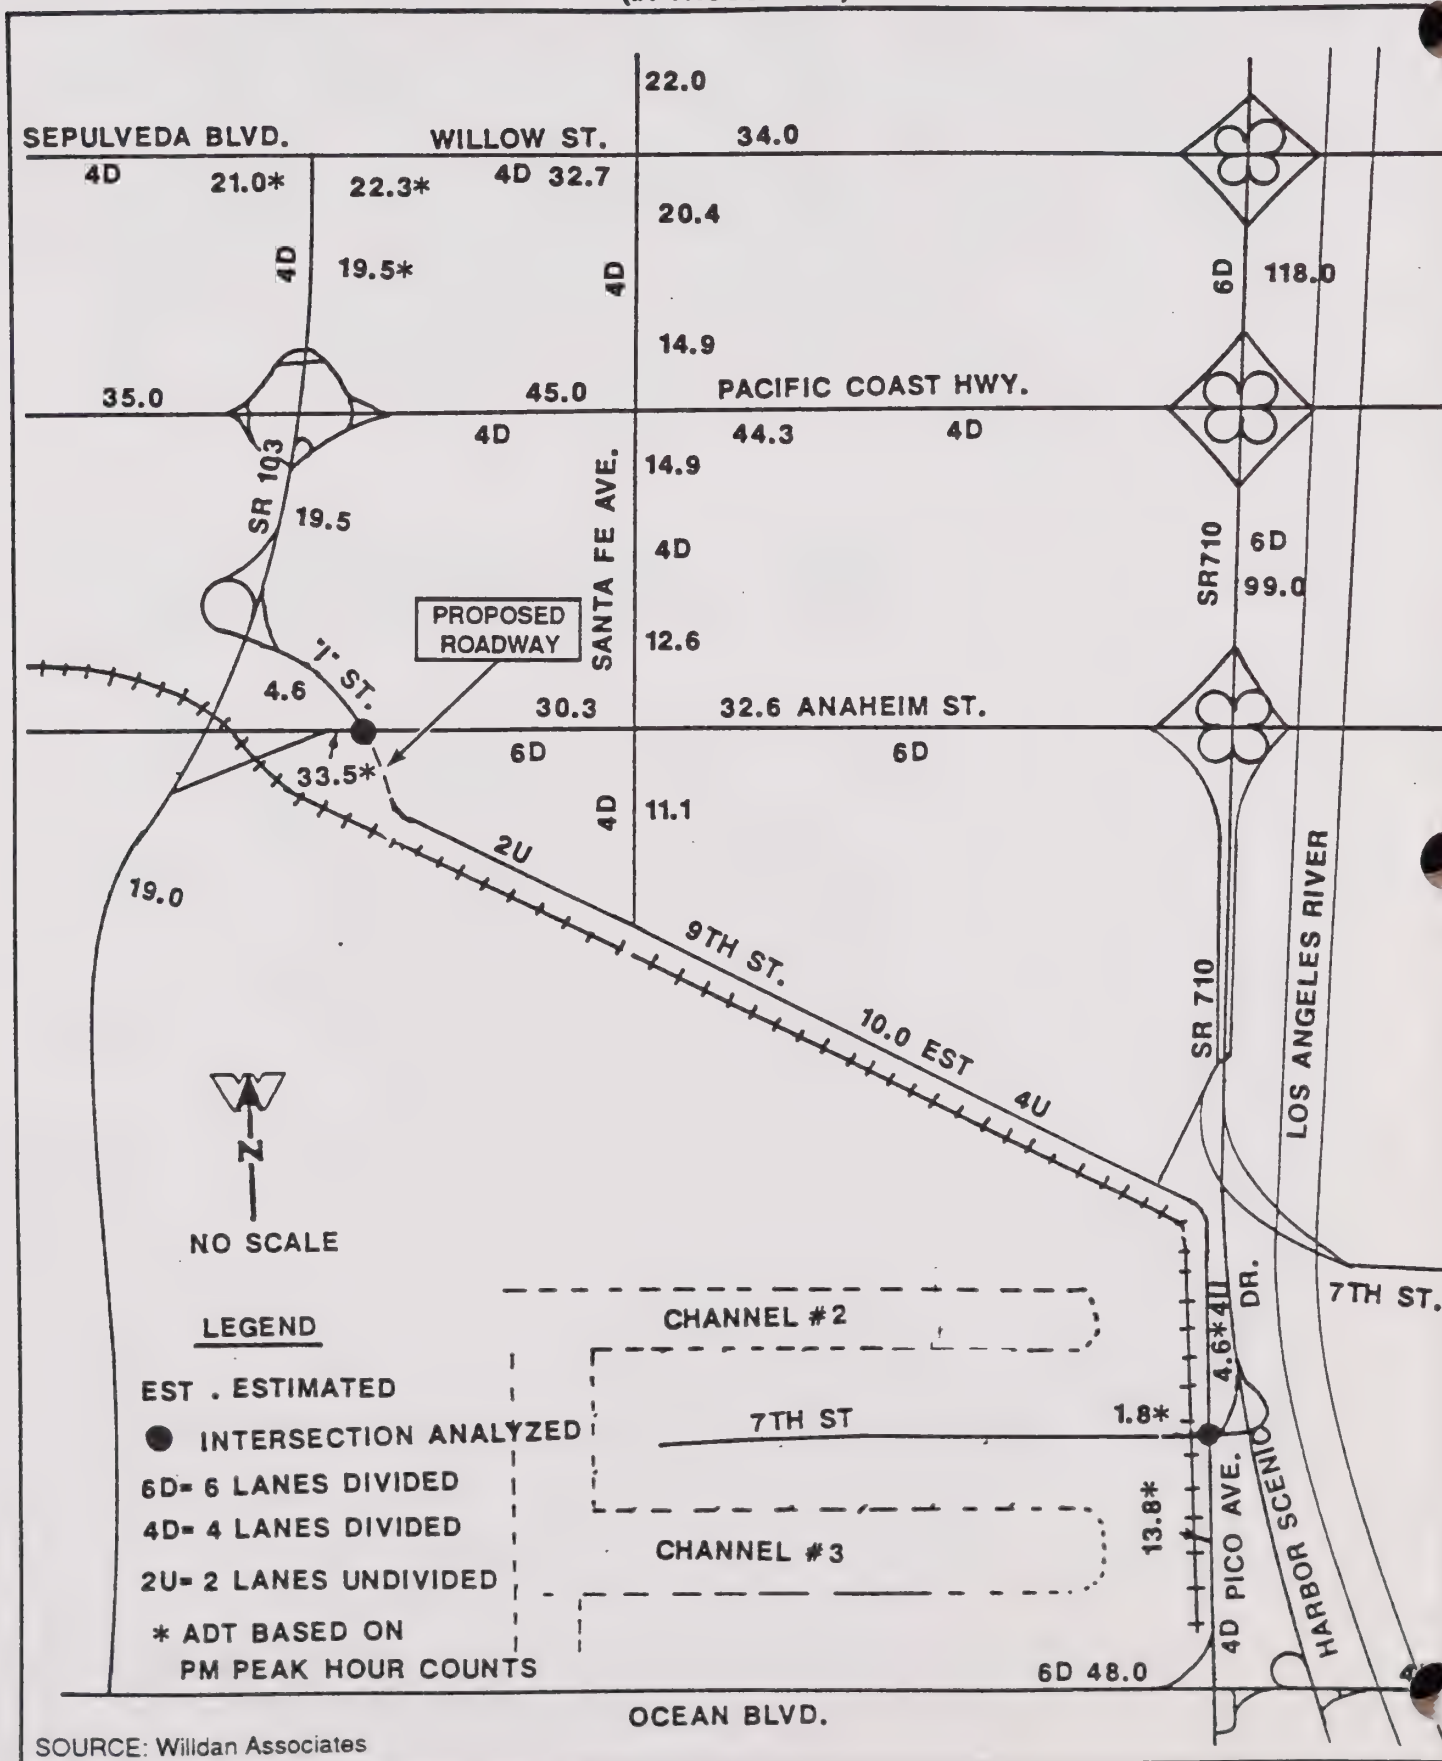 22.0
SEPULVEDA BLVD.
WILLOW ST.
34.0
4D
21.0*
22.3*
4D 32.7
20.4
4D
19.5*
4D
6D
118.0
14.9
35.0
45.0
PACIFIC COAST HWY.
4D
44.3
4D
SR 103
19.5
SANTA FE AVE.
14.9
4D
SR710
6D
99.0
PROPOSED
ROADWAY
12.6
"I" ST.
4.6
30.3
32.6 ANAHEIM ST.
6D
6D
33.5*
4D
11.1
2U
19.0
9TH ST.
10.0 EST
4U
SR 710
LOS ANGELES RIVER
N
NO SCALE
7TH ST.
4.6*4U
DR.
CHANNEL #2
LEGEND
EST . ESTIMATED
INTERSECTION ANALYZED
6D= 6 LANES DIVIDED
4D= 4 LANES DIVIDED
2U= 2 LANES UNDIVIDED
* ADT BASED ON
PM PEAK HOUR COUNTS
7TH ST
1.8*
13.8*
4D PICO AVE.
HARBOR SCENIC
CHANNEL #3
6D 48.0
OCEAN BLVD.
SOURCE: Willdan Associates